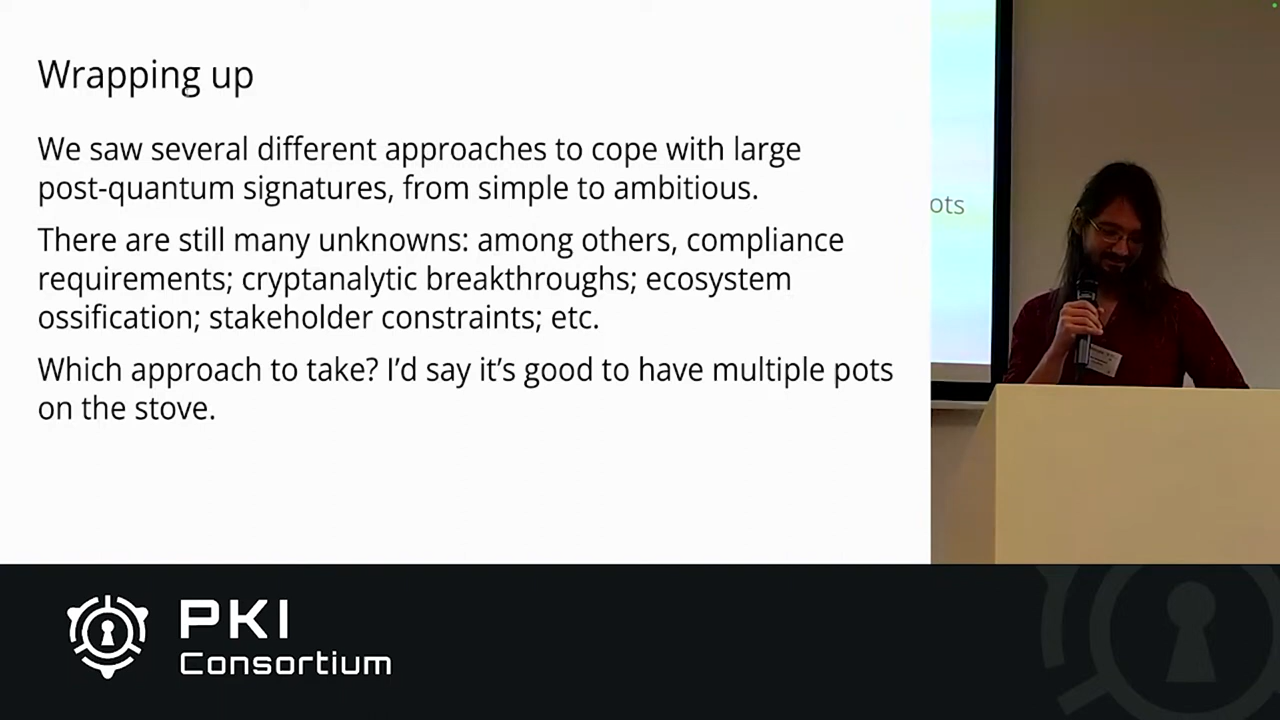 Wrapping up
We saw several different approaches to cope with large
post-quantum signatures, from simple to ambitious.
There are still many unknowns: among others, compliance
requirements; cryptanalytic breakthroughs; ecosystem
ossification; stakeholder constraints; etc.
Which approach to take? I'd say it's good to have multiple pots
on the stove.
ots
PKI
Consortium